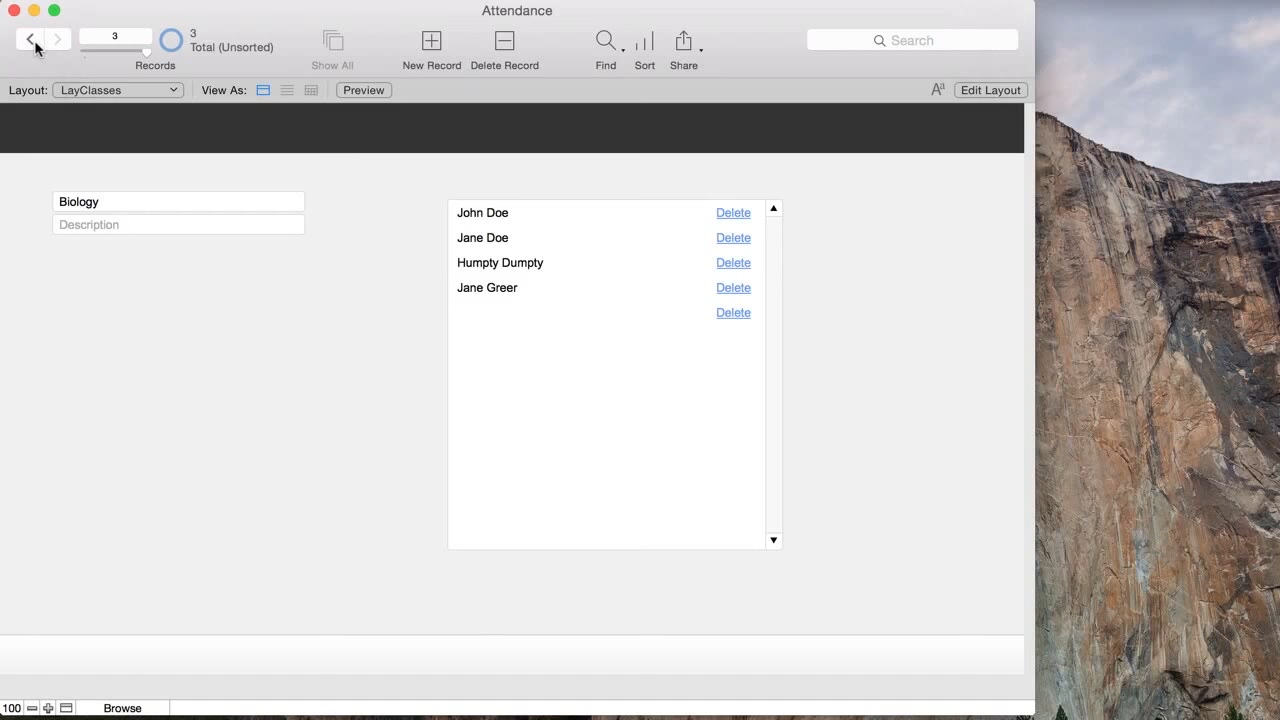 Attendance
3
3
Total (Unsorted)
Records
Show All
New Record
Delete Record
Find
Sort
Share
Search
Layout: LayClasses
View As:
Preview
Aa
Edit Layout
Biology
Description
John Doe Delete
Jane Doe Delete
Humpty Dumpty Delete
Jane Greer Delete
Delete
100
Browse